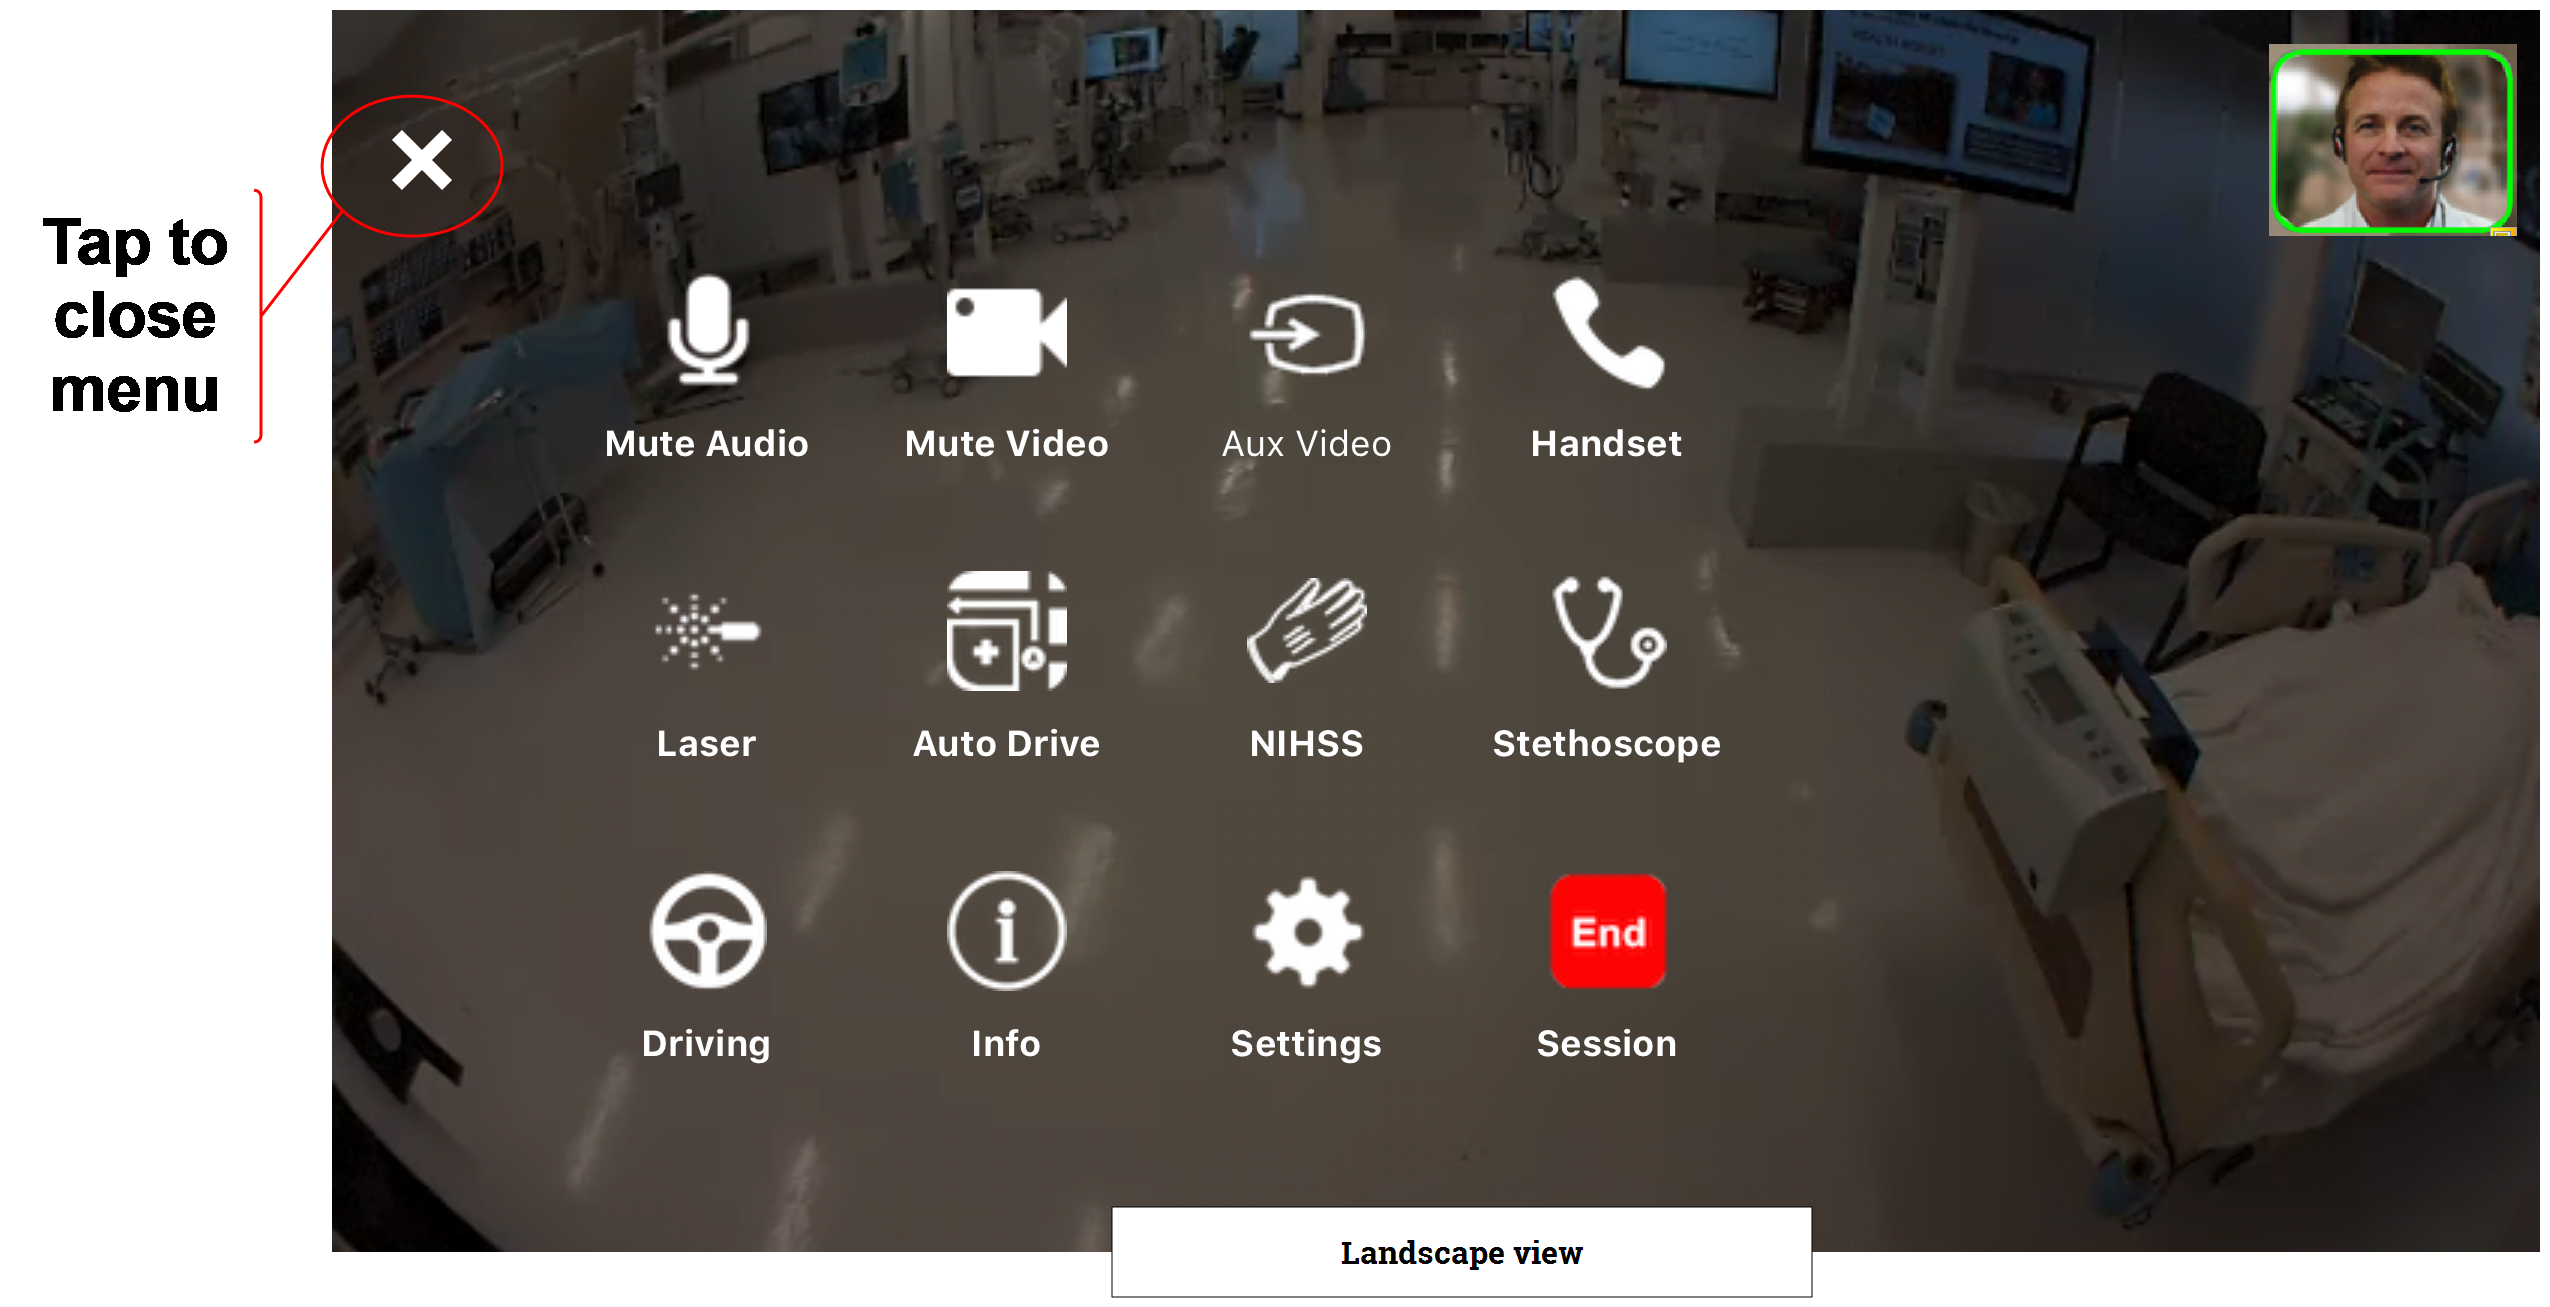 Tap to
close
menu
Mute Audio
Mute Video
Aux Video
Handset
Laser
Auto Drive
NIHSS
Stethoscope
Driving
Info
Settings
End
Session
Landscape view